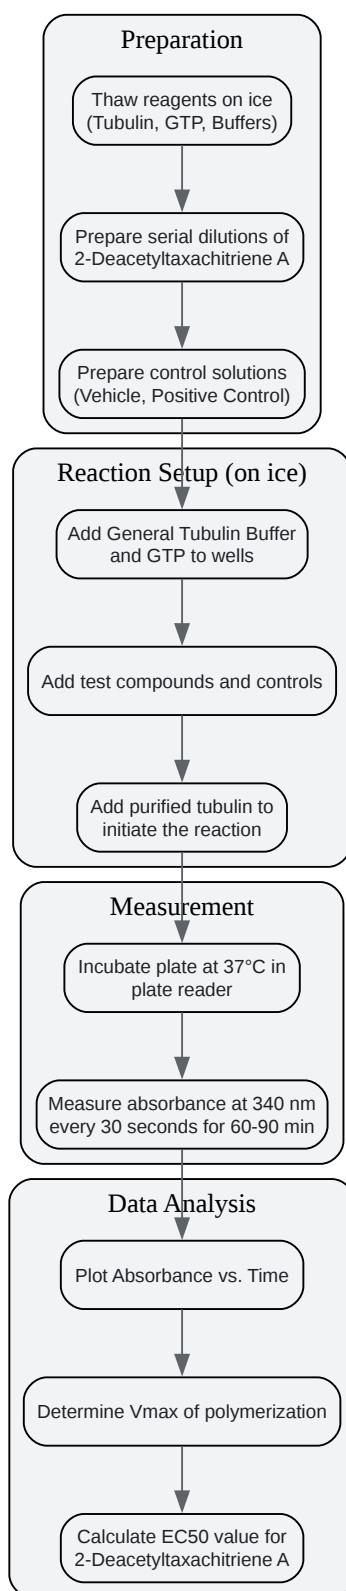 Preparation
Thaw reagents on ice
(Tubulin, GTP, Buffers)
Prepare serial dilutions of
2-Deacetyltaxachitriene A
Prepare control solutions
(Vehicle, Positive Control)
Reaction Setup (on ice)
Add General Tubulin Buffer
and GTP to wells
Add test compounds and controls
Add purified tubulin to
initiate the reaction
Measurement
Incubate plate at 37°C in
plate reader
Measure absorbance at 340 nm
every 30 seconds for 60-90 min
Data Analysis
Plot Absorbance vs. Time
Determine Vmax of polymerization
Calculate EC50 value for
2-Deacetyltaxachitriene A